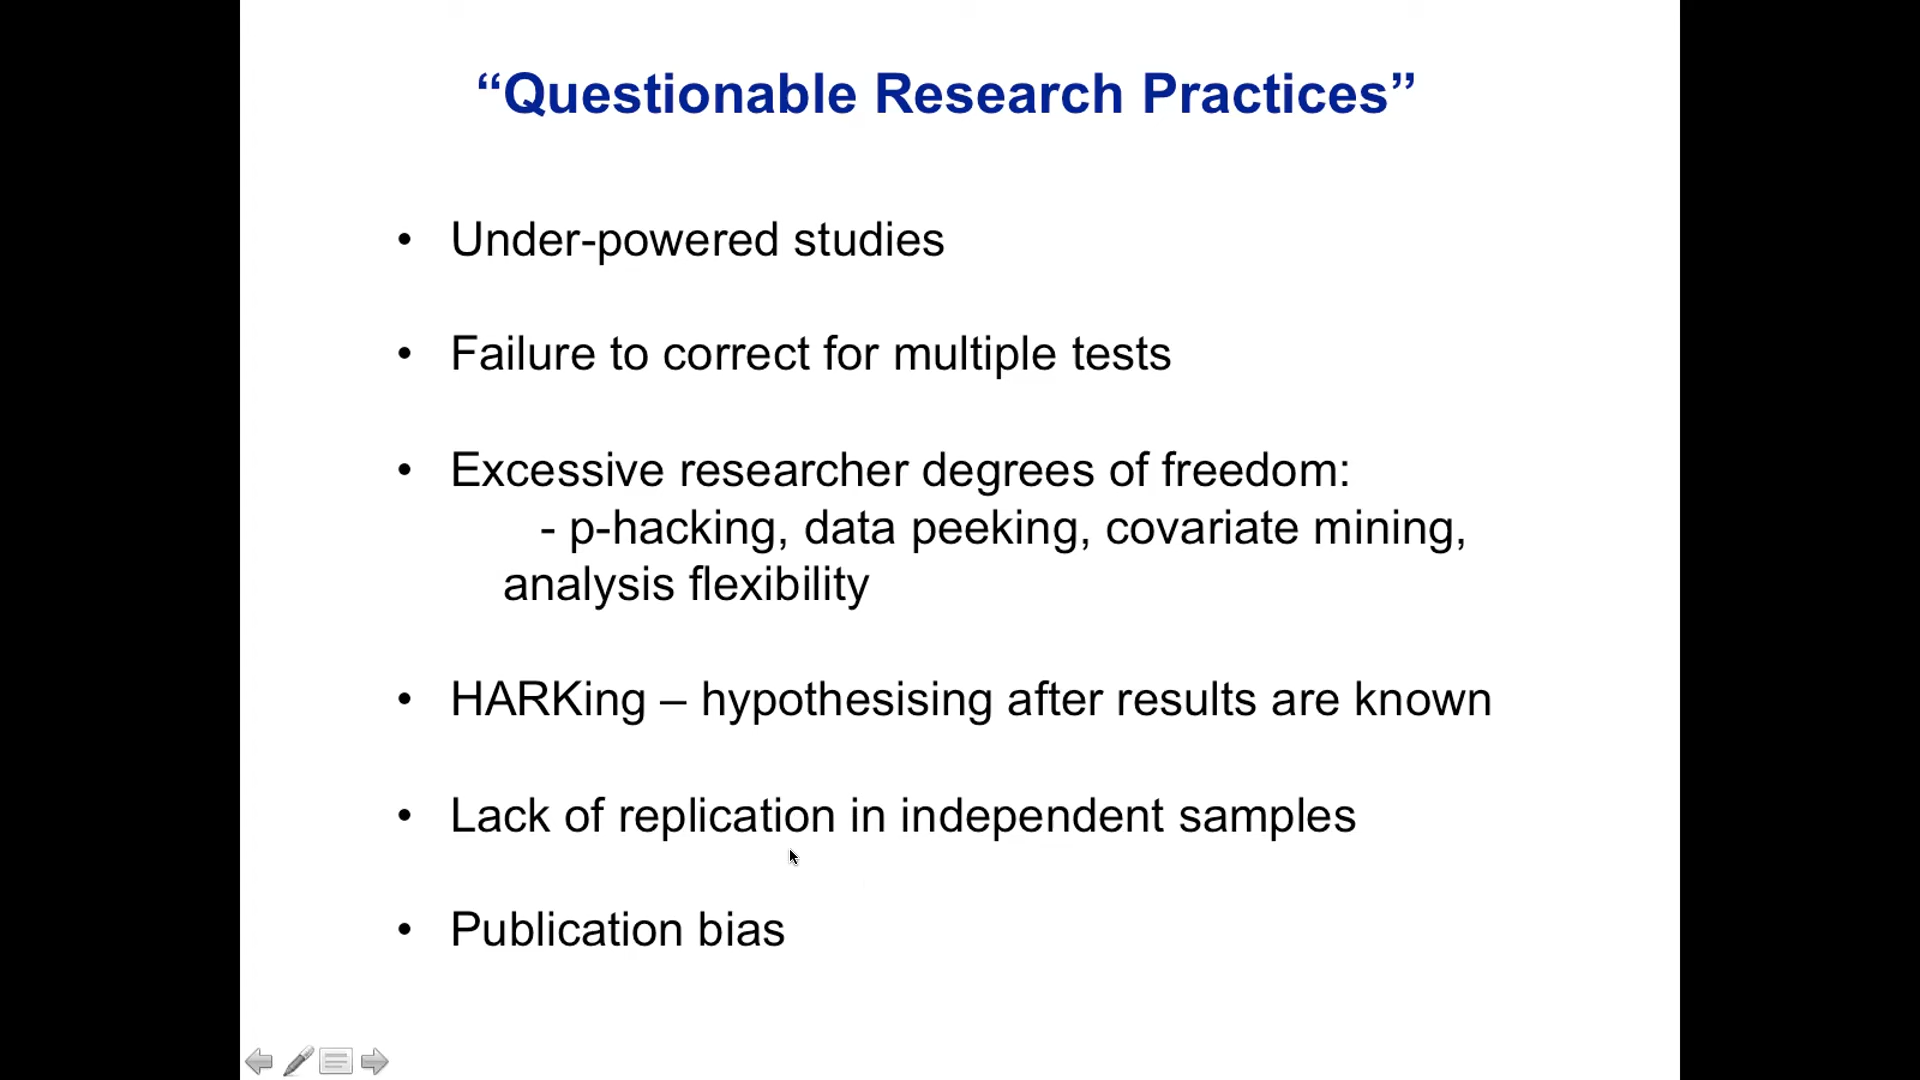 “Questionable Research Practices”
• Under-powered studies
• Failure to correct for multiple tests
• Excessive researcher degrees of freedom:
- p-hacking, data peeking, covariate mining,
analysis flexibility
• HARKing – hypothesising after results are known
• Lack of replication in independent samples
• Publication bias